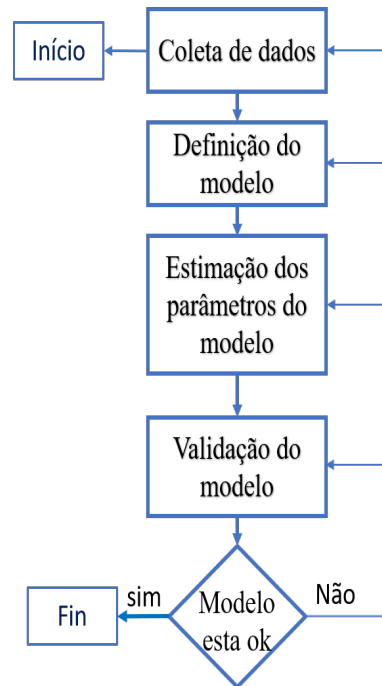 Início
Coleta de dados
Definição do
modelo
Estimação dos
parâmetros do
modelo
Validação do
modelo
Modelo
esta ok
sim
Não
Fin